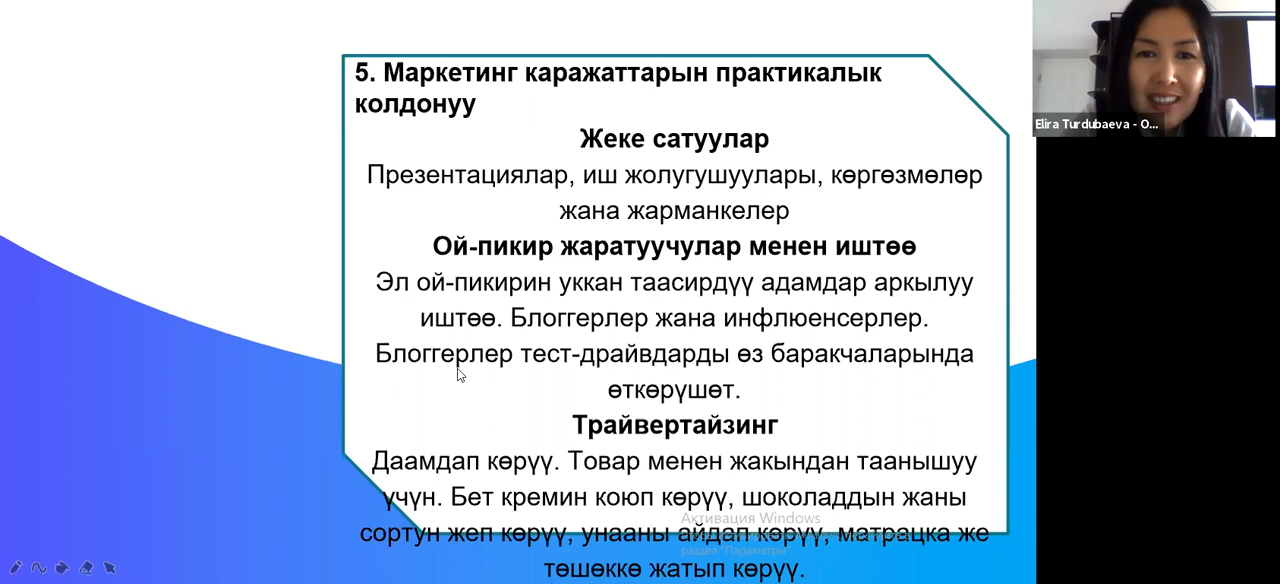 5. Маркетинг каражаттарын практикалык
колдонуу
Жеке сатуулар
Презентациялар, иш жолугушуулары, көргөзмөлөр
жана жарманкелер
Ой-пикир жаратуучулар менен иштөө
Эл ой-пикирин уккан таасирдүү адамдар аркылуу
иштөө. Блоггерлер жана инфлюенсерлер.
Блоггерлер тест-драйвдарды өз баракчаларында
өткөрүшөт.
Трайвертайзинг
Даамдап көрүү. Товар менен жакындан таанышуу
үчүн. Бет кремин коюп көрүү, шоколаддын жаны
сортун жеп көрүү, унааны айдап көрүү, матрацка же
төшөккө жатып көрүү.
Активация Windows
раздел "Параметры".
Elira Turdubaeva - O...